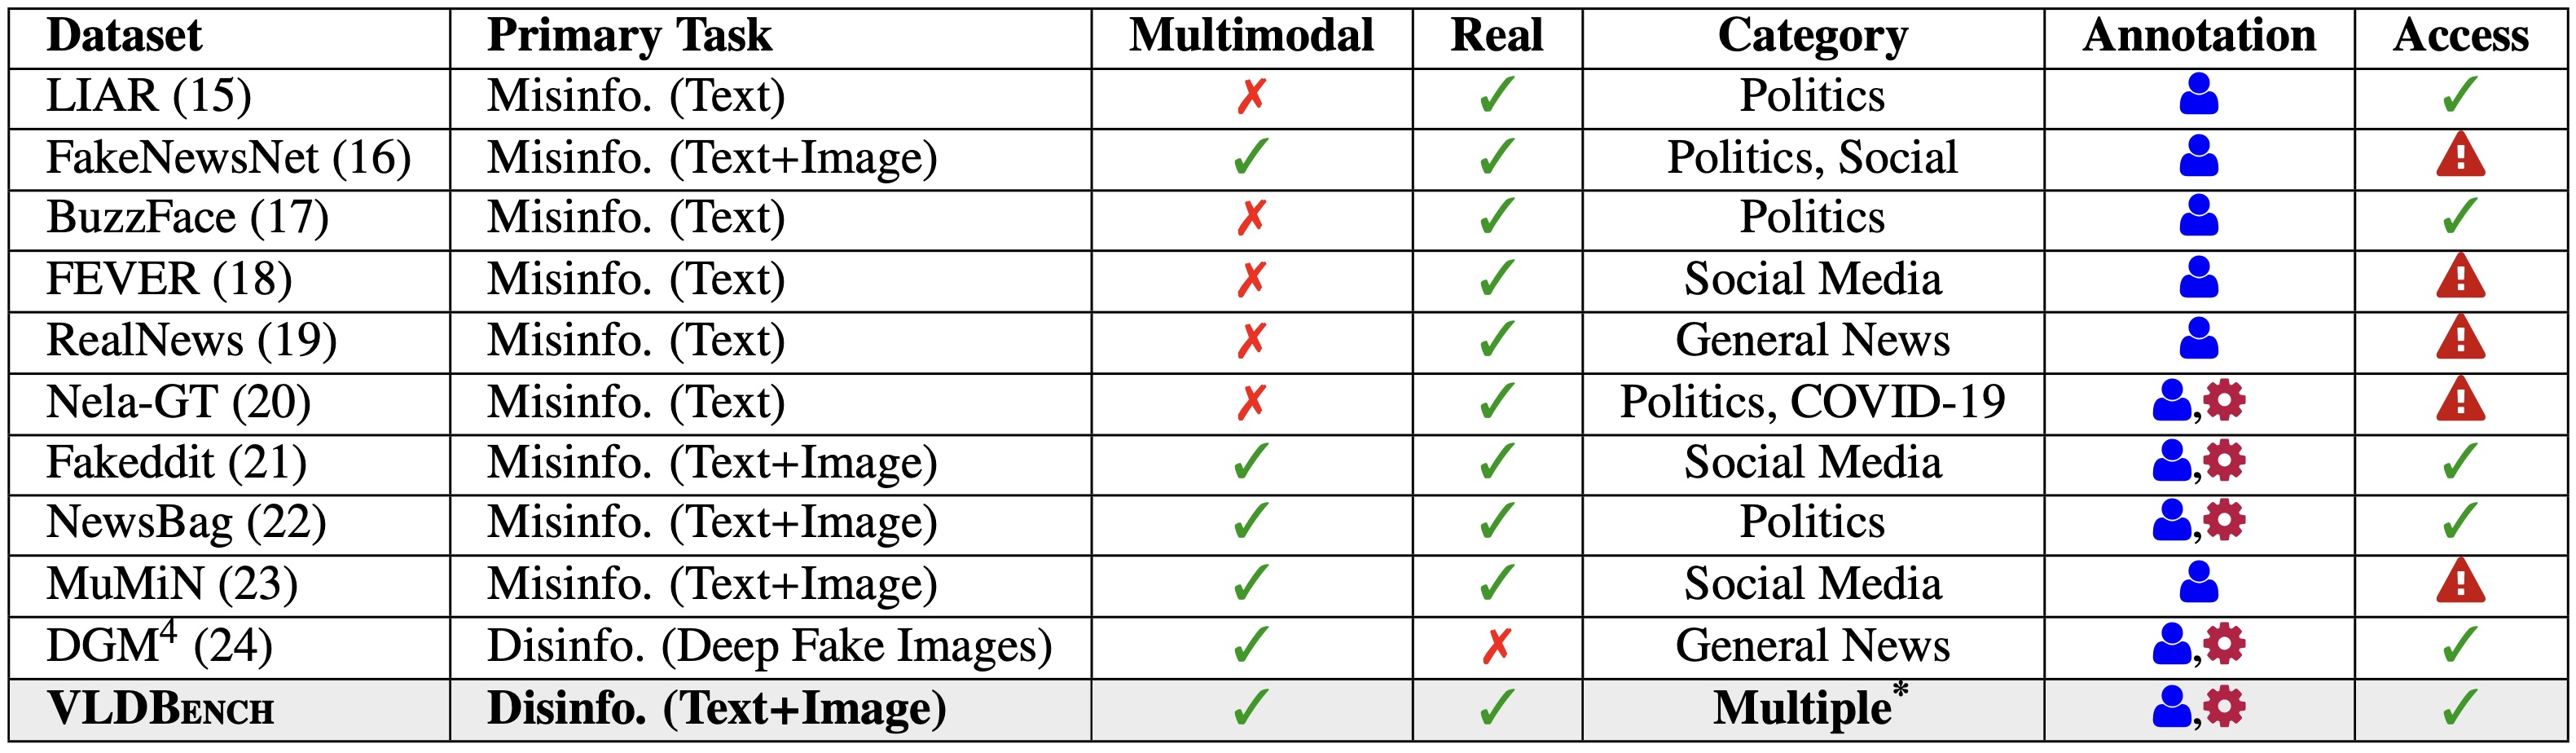 Dataset Primary Task Multimodal Real Category Annotation Access
LIAR (15) Misinfo. (Text) ✗ ✓ Politics ✓
FakeNewsNet (16) Misinfo. (Text+Image) ✓ ✓ Politics, Social
BuzzFace (17) Misinfo. (Text) ✗ ✓ Politics ✓
FEVER (18) Misinfo. (Text) ✗ ✓ Social Media
RealNews (19) Misinfo. (Text) ✗ ✓ General News
Nela-GT (20) Misinfo. (Text) ✗ ✓ Politics, COVID-19 ,
Fakeddit (21) Misinfo. (Text+Image) ✓ ✓ Social Media , ✓
NewsBag (22) Misinfo. (Text+Image) ✓ ✓ Politics , ✓
MuMiN (23) Misinfo. (Text+Image) ✓ ✓ Social Media
DGM⁴ (24) Disinfo. (Deep Fake Images) ✓ ✗ General News , ✓
VLDBENCH Disinfo. (Text+Image) ✓ ✓ Multiple* , ✓